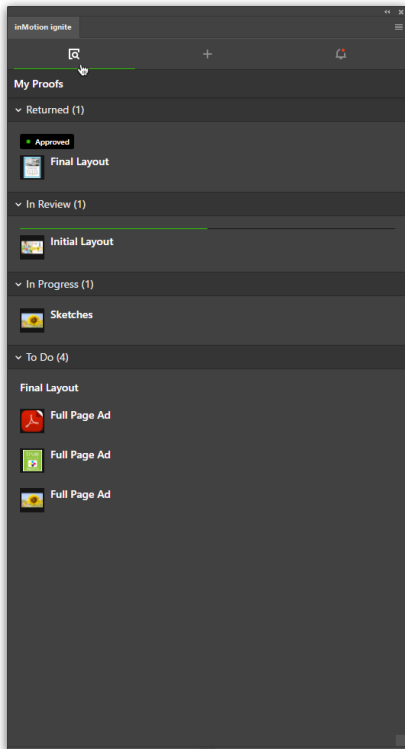 inMotion ignite
My Proofs
Returned (1)
Approved
Final Layout
In Review (1)
Initial Layout
In Progress (1)
Sketches
To Do (4)
Final Layout
Full Page Ad
Full Page Ad
Full Page Ad